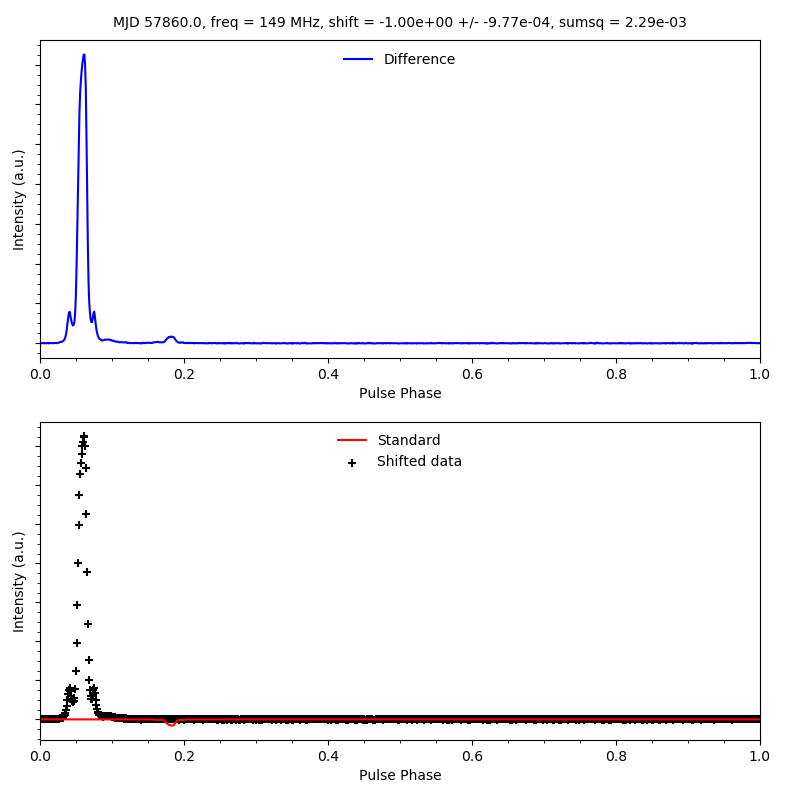 MJD 57860.0, freq = 149 MHz, shift = -1.00e+00 +/- -9.77e-04, sumsq = 2.29e-03
Difference
Intensity (a.u.)
0.0 0.2 0.4 0.6 0.8 1.0
Pulse Phase
Standard
Shifted data
Intensity (a.u.)
0.0 0.2 0.4 0.6 0.8 1.0
Pulse Phase